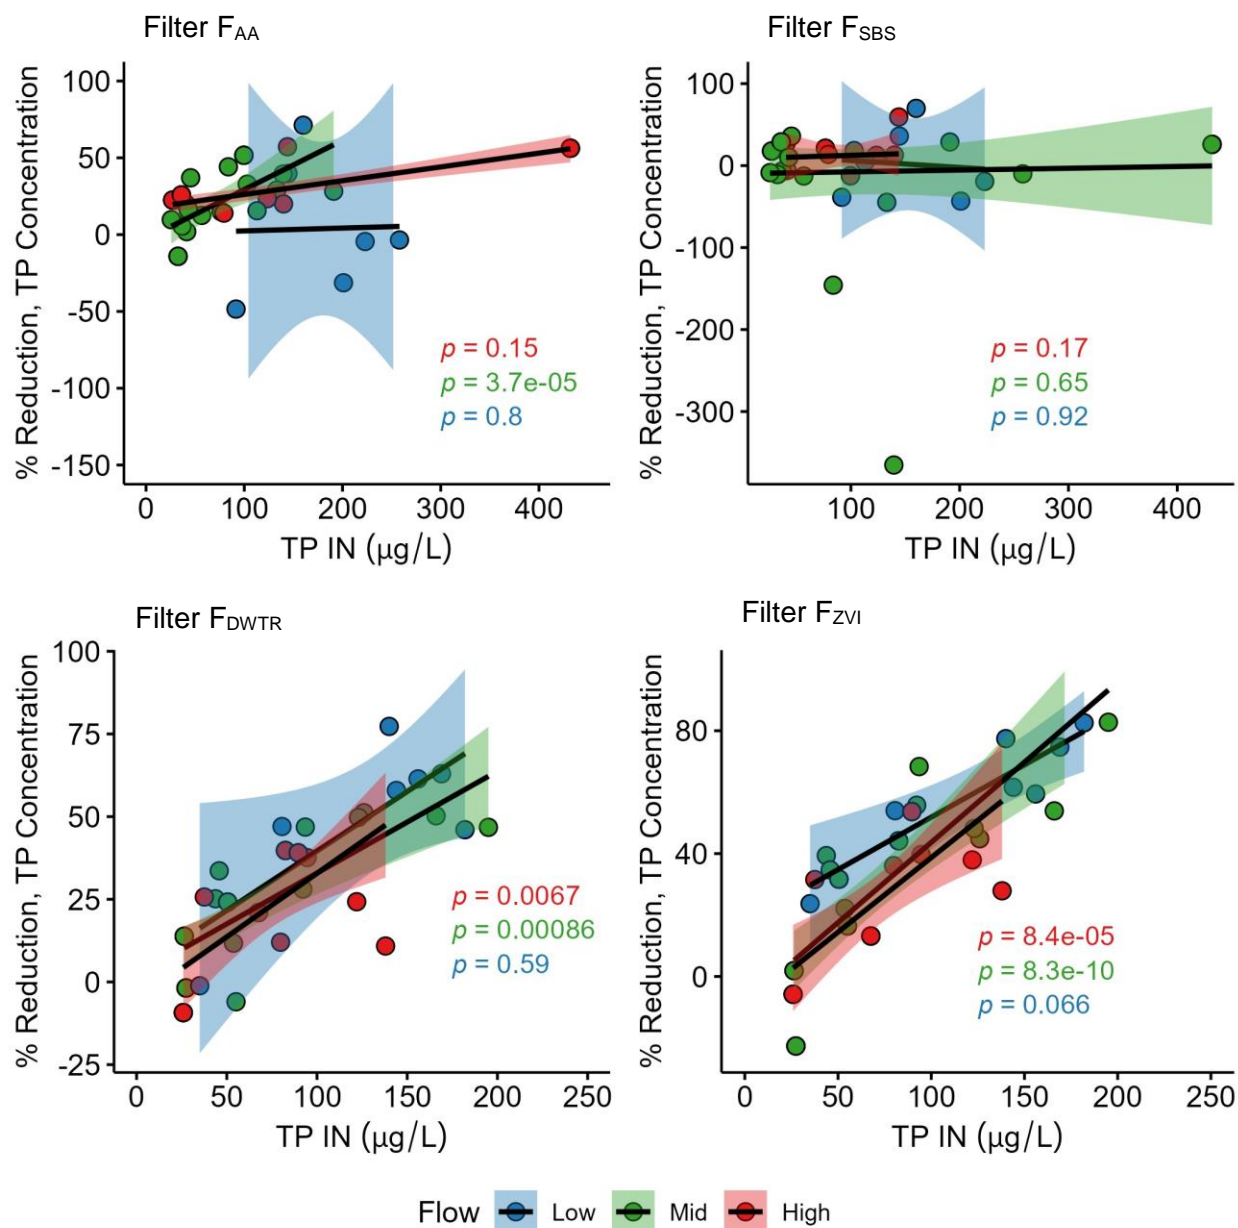 Filter FAA
% Reduction, TP Concentration
100
50
0
-50
-100
-150
p = 0.15
p = 3.7e-05
p = 0.8
0 100 200 300 400
TP IN (μg/L)
Filter FSBS
% Reduction, TP Concentration
100
0
-100
-200
-300
p = 0.17
p = 0.65
p = 0.92
100 200 300 400
TP IN (μg/L)
Filter FDWTR
% Reduction, TP Concentration
100
75
50
25
0
-25
p = 0.0067
p = 0.00086
p = 0.59
0 50 100 150 200 250
TP IN (μg/L)
Filter FZVI
% Reduction, TP Concentration
80
40
0
p = 8.4e-05
p = 8.3e-10
p = 0.066
0 50 100 150 200 250
TP IN (μg/L)
Flow Low Mid High